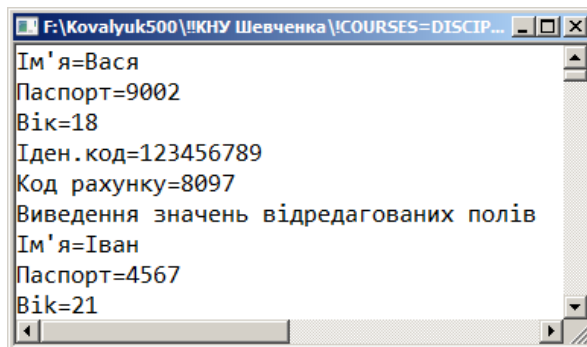 F:\Kovalyuk500\!!КНУ Шевченка\!COURSES=DISCIP...
Ім'я=Вася
Паспорт=9002
Вік=18
Іден.код=123456789
Код рахунку=8097
Виведення значень відредагованих полів
Ім'я=Іван
Паспорт=4567
Вік=21